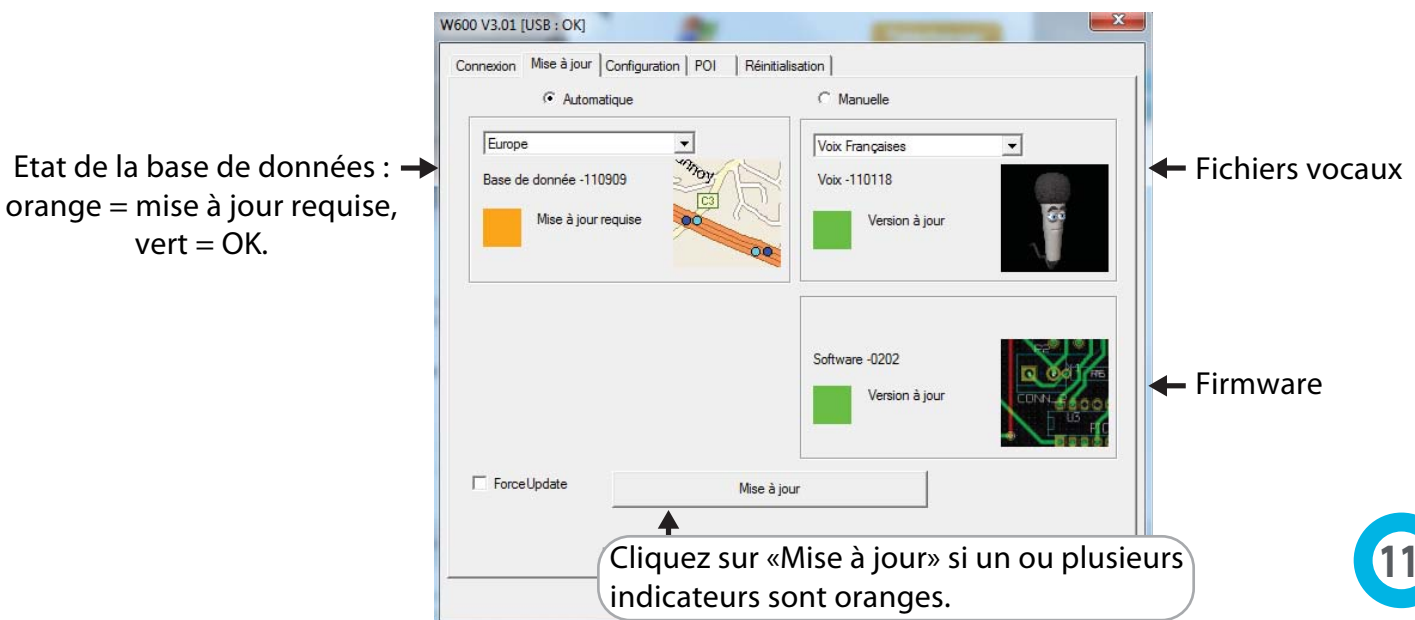 W600 V3.01 [USB : OK]
x
Connexion Mise à jour Configuration POI Réinitialisation
Automatique
Manuelle
Europe
Voix Françaises
Etat de la base de données :
orange = mise à jour requise,
vert = OK.
Base de donnée -110909
Mise à jour requise
C3
Voix -110118
Version à jour
Fichiers vocaux
Software -0202
Version à jour
CONN_2
U3
Firmware
ForceUpdate
Mise à jour
Cliquez sur «Mise à jour» si un ou plusieurs
indicateurs sont oranges.
11